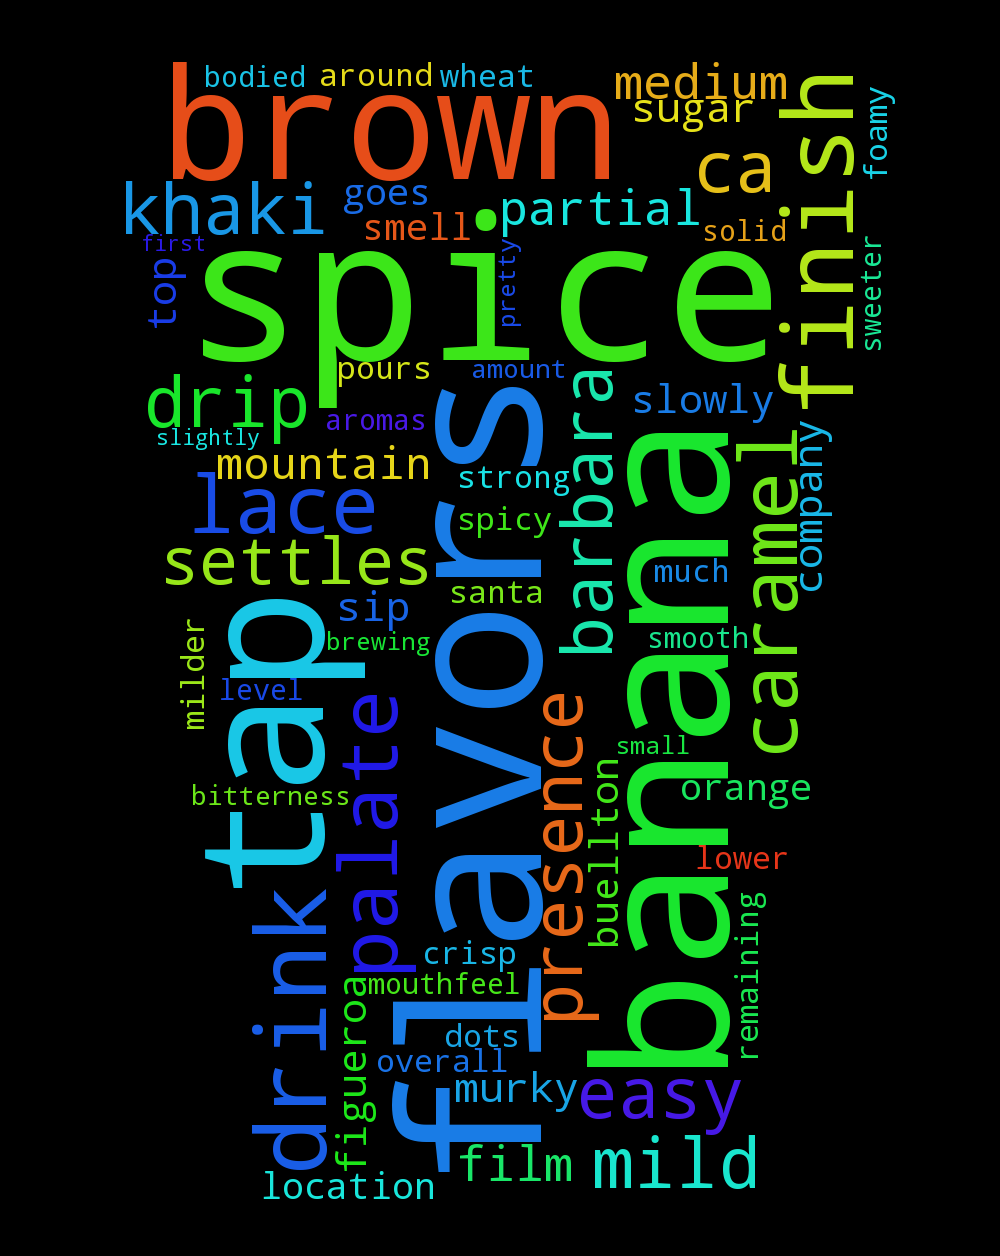 bodied
around
wheat
medium
brown
sugar
finish
foamy
ca
khaki
goes
partial
smell
solid
first
top
spice
pretty
sweeter
pours
amount
drip
barbara
slowly
aromas
slightly
flavors
banana
caramel
company
mountain
strong
lace
spicy
settles
much
santa
tap
sip
brewing
smooth
milder
level
palate
presence
small
buellton
orange
bitterness
lower
drink
remaining
crisp
mouthfeel
figueroa
dots
overall
murky
easy
film
mild
location